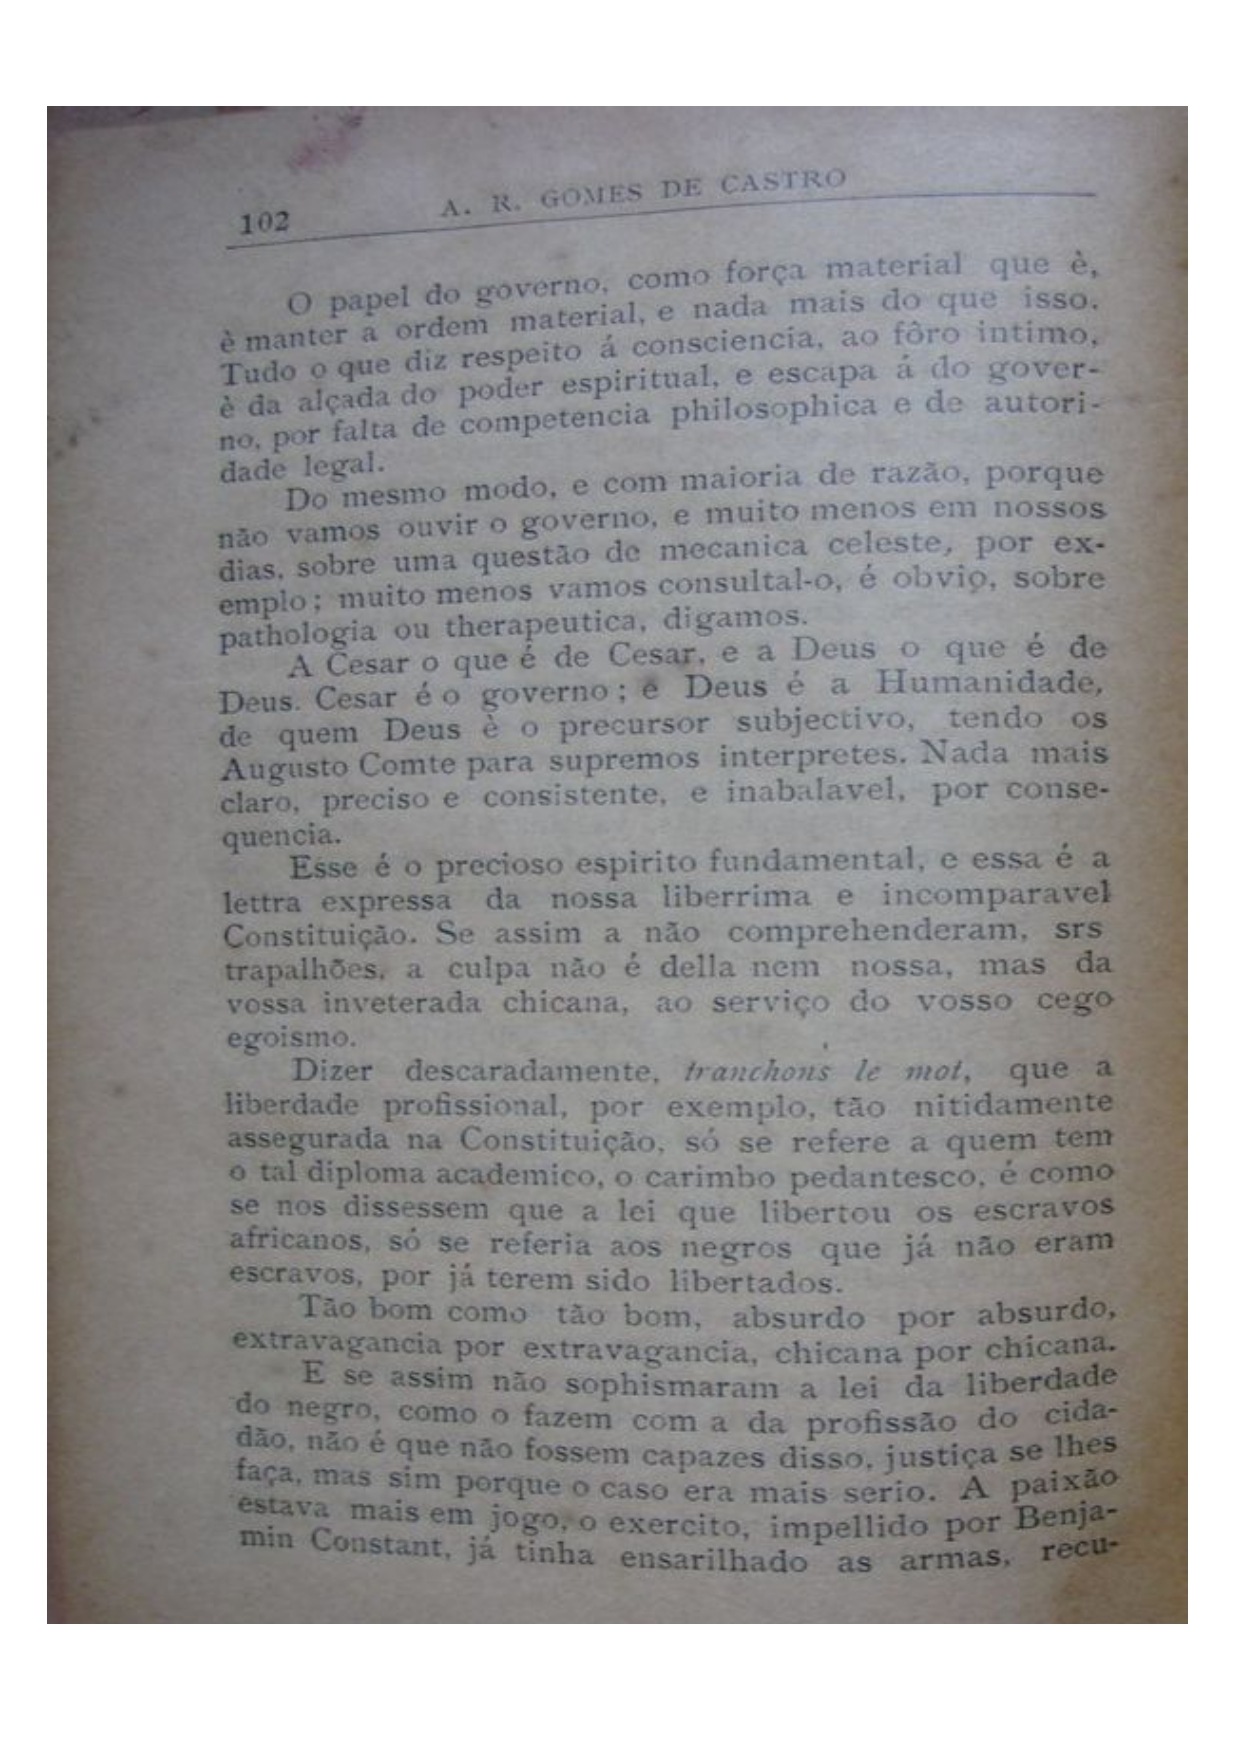 102
A. R. GOMES DE CASTRO
O papel do governo, como força material que è,
è manter a ordem material, e nada mais do que isso.
Tudo o que diz respeito á consciencia, ao fôro intimo,
è da alçada do poder espiritual, e escapa á do gover-
no, por falta de competencia philosophica e de autori-
dade legal.
Do mesmo modo, e com maioria de razão, porque
não vamos ouvir o governo, e muito menos em nossos
dias, sobre uma questão de mecanica celeste, por ex-
emplo; muito menos vamos consultal-o, é obvio, sobre
pathologia ou therapeutica, digamos.
A Cesar o que é de Cesar, e a Deus o que é de
Deus. Cesar é o governo; e Deus é a Humanidade,
de quem Deus è o precursor subjectivo, tendo os
Augusto Comte para supremos interpretes. Nada mais
claro, preciso e consistente, e inabalavel, por conse-
quencia.
Esse é o precioso espirito fundamental, e essa é a
lettra expressa da nossa liberrima e incomparavel
Constituição. Se assim a não comprehenderam, srs
trapalhões, a culpa não é della nem nossa, mas da
vossa inveterada chicana, ao serviço do vosso cego
egoismo.
Dizer descaradamente, tranchons le mot, que a
liberdade profissional, por exemplo, tão nitidamente
assegurada na Constituição, só se refere a quem tem
o tal diploma academico, o carimbo pedantesco, é como
se nos dissessem que a lei que libertou os escravos
africanos, só se referia aos negros que já não eram
escravos, por já terem sido libertados.
Tão bom como tão bom, absurdo por absurdo,
extravagancia por extravagancia, chicana por chicana.
E se assim não sophismaram a lei da liberdade
do negro, como o fazem com a da profissão do cida-
dão, não é que não fossem capazes disso, justiça se lhes
faça, mas sim porque o caso era mais serio. A paixão
estava mais em jogo, o exercito, impellido por Benja-
min Constant, já tinha ensarilhado as armas, recu-